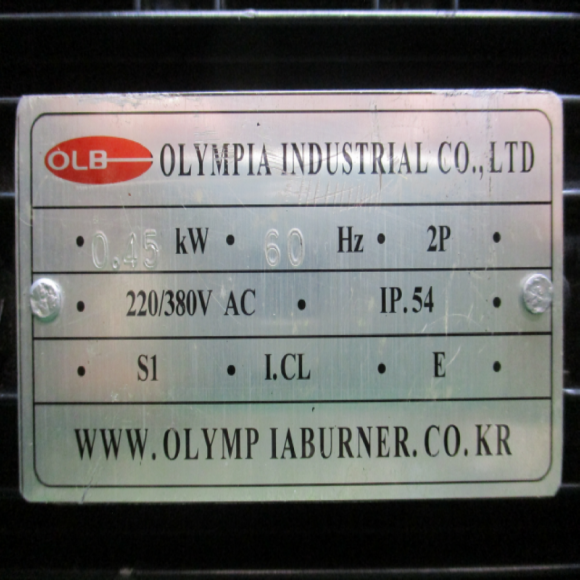 OLB OLYMPIA INDUSTRIAL CO.,LTD
• 0.45 kW • 60 Hz • 2P •
• 220/380V AC • IP.54 •
• S1 • I.CL • E •
WWW.OLYMP IABURNER.CO.KR